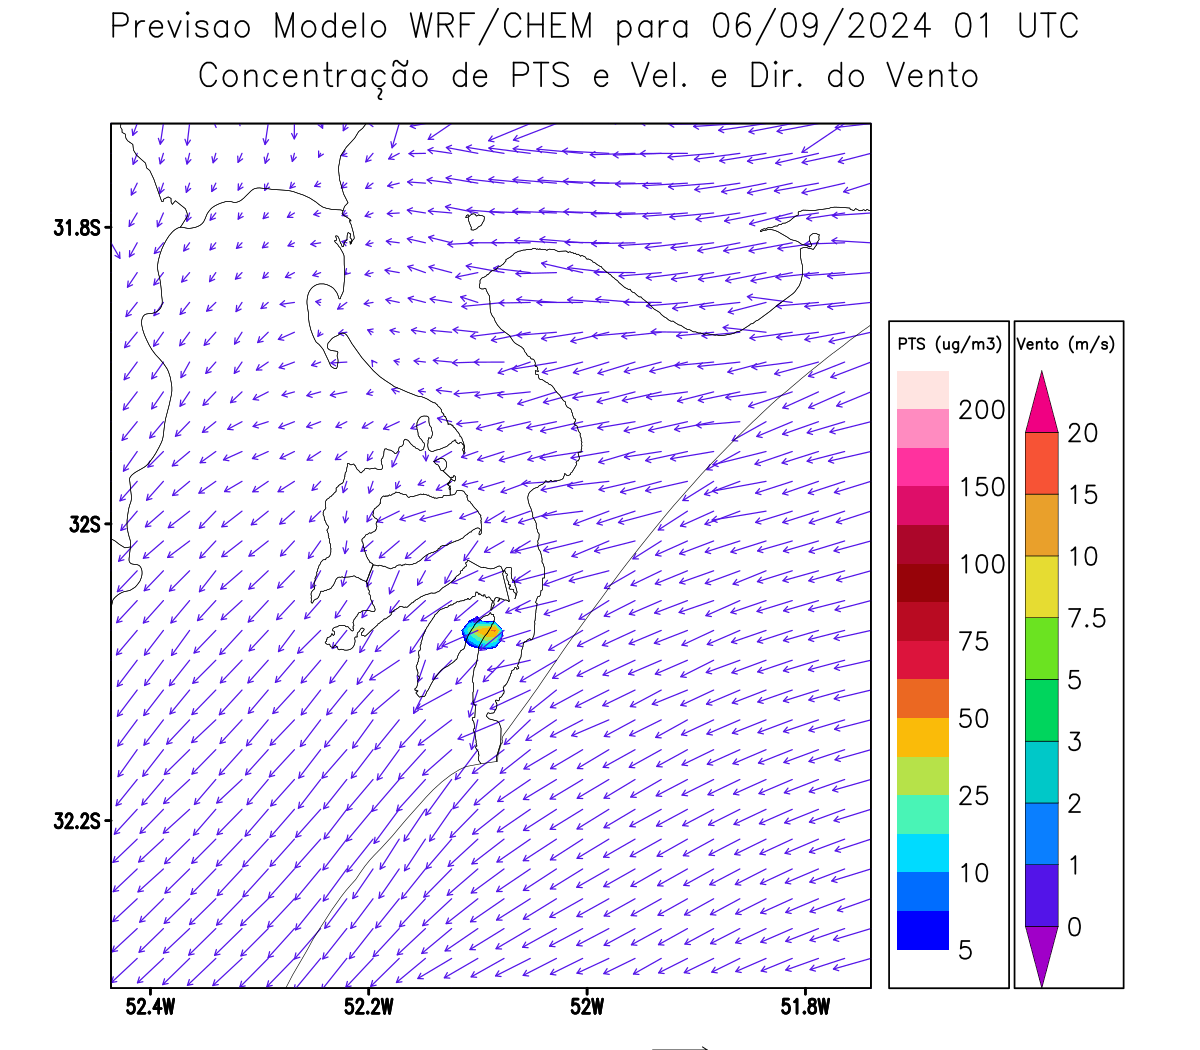 Previsao Modelo WRF/CHEM para 06/09/2024 01 UTC
Concentração de PTS e Vel. e Dir. do Vento
31.8S
32S
32.2S
52.4W 52.2W 52W 51.8W
PTS (ug/m3)
200
150
100
75
50
25
10
5
Vento (m/s)
20
15
10
7.5
5
3
2
1
0